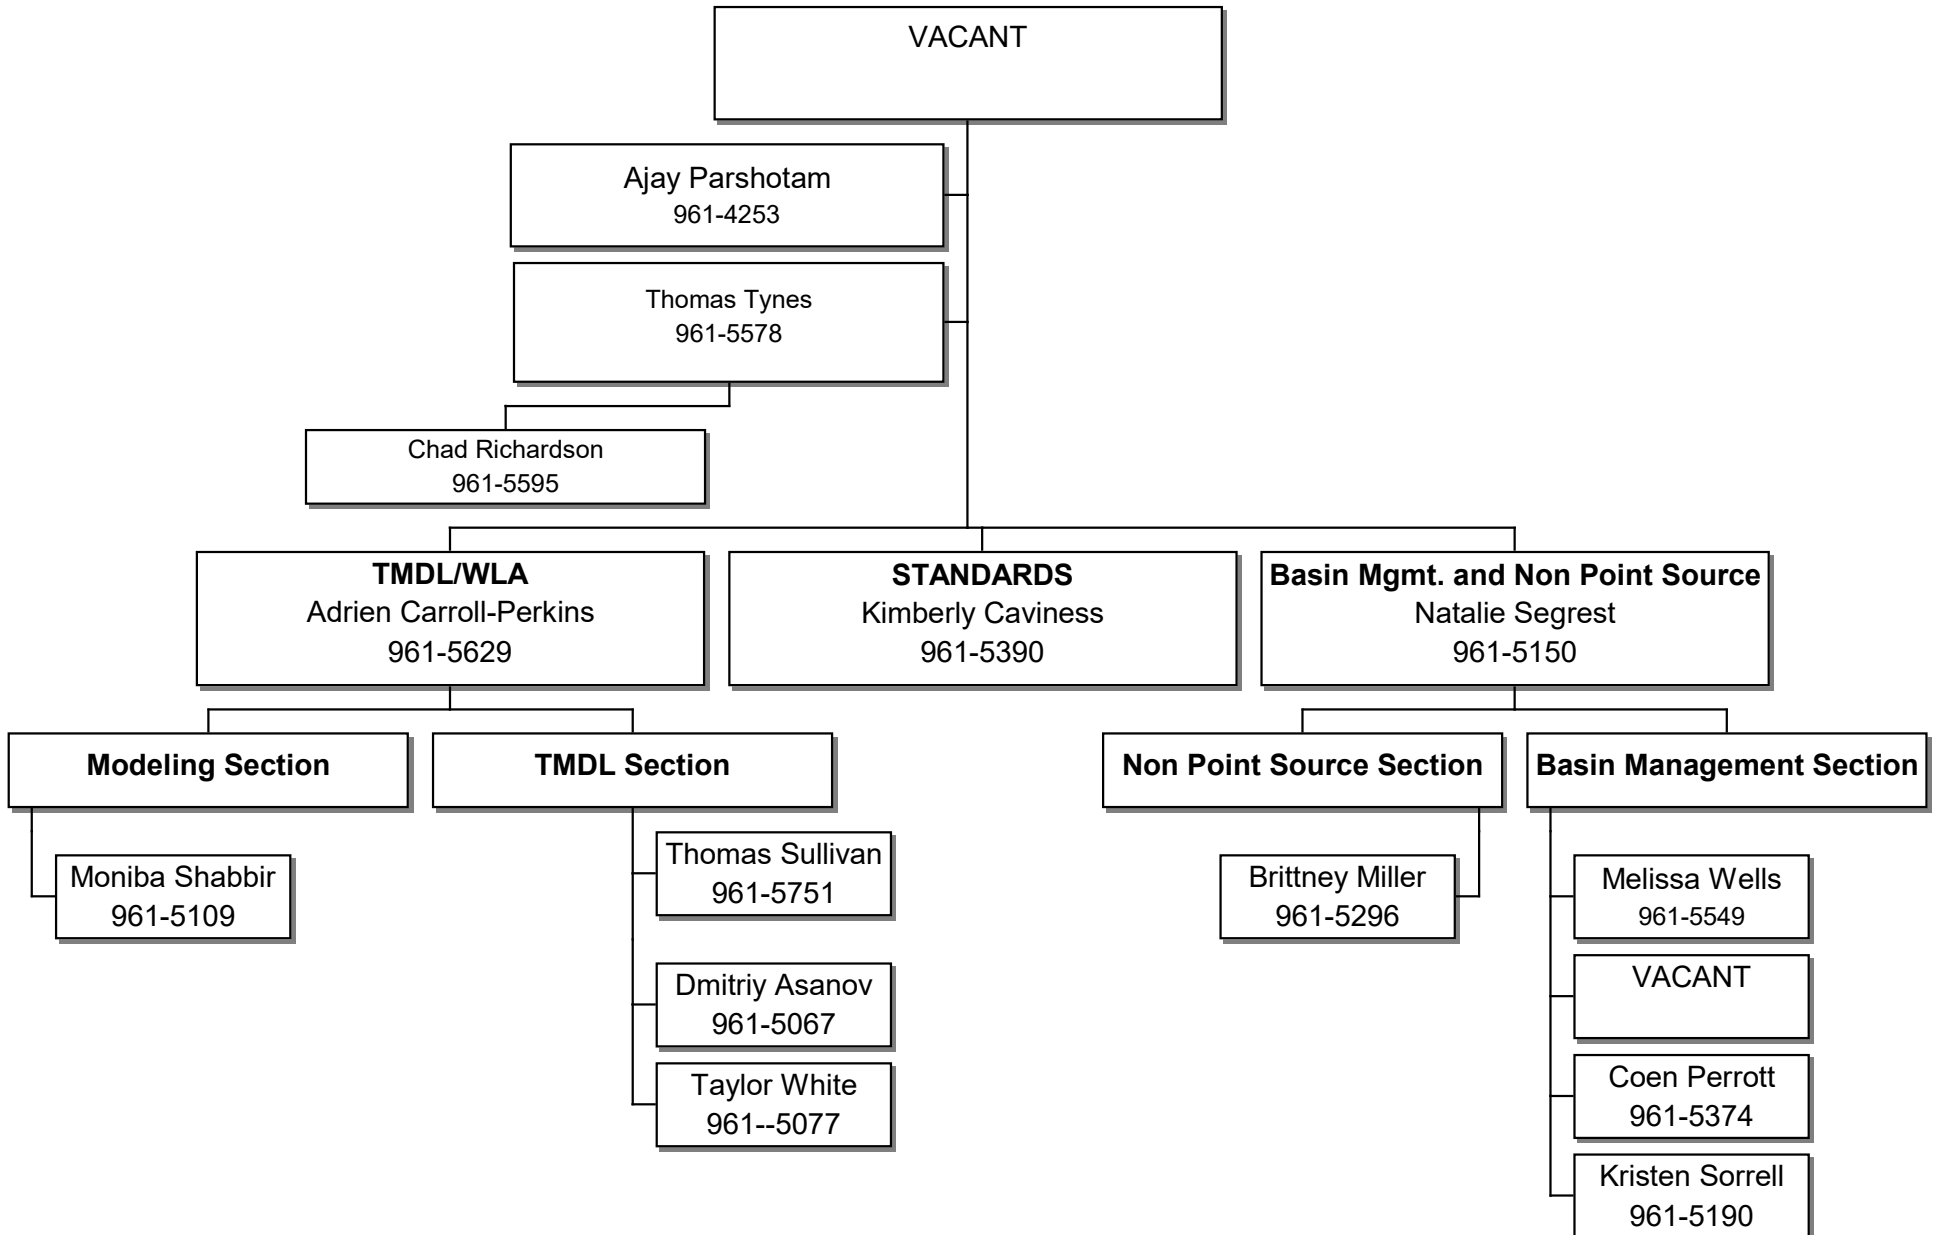 VACANT
Ajay Parshotam
961-4253
Thomas Tynes
961-5578
Chad Richardson
961-5595
TMDL/WLA
Adrien Carroll-Perkins
961-5629
STANDARDS
Kimberly Caviness
961-5390
Basin Mgmt. and Non Point Source
Natalie Segrest
961-5150
Modeling Section
Moniba Shabbir
961-5109
TMDL Section
Thomas Sullivan
961-5751
Dmitriy Asanov
961-5067
Taylor White
961--5077
Non Point Source Section
Brittney Miller
961-5296
Basin Management Section
Melissa Wells
961-5549
VACANT
Coen Perrott
961-5374
Kristen Sorrell
961-5190